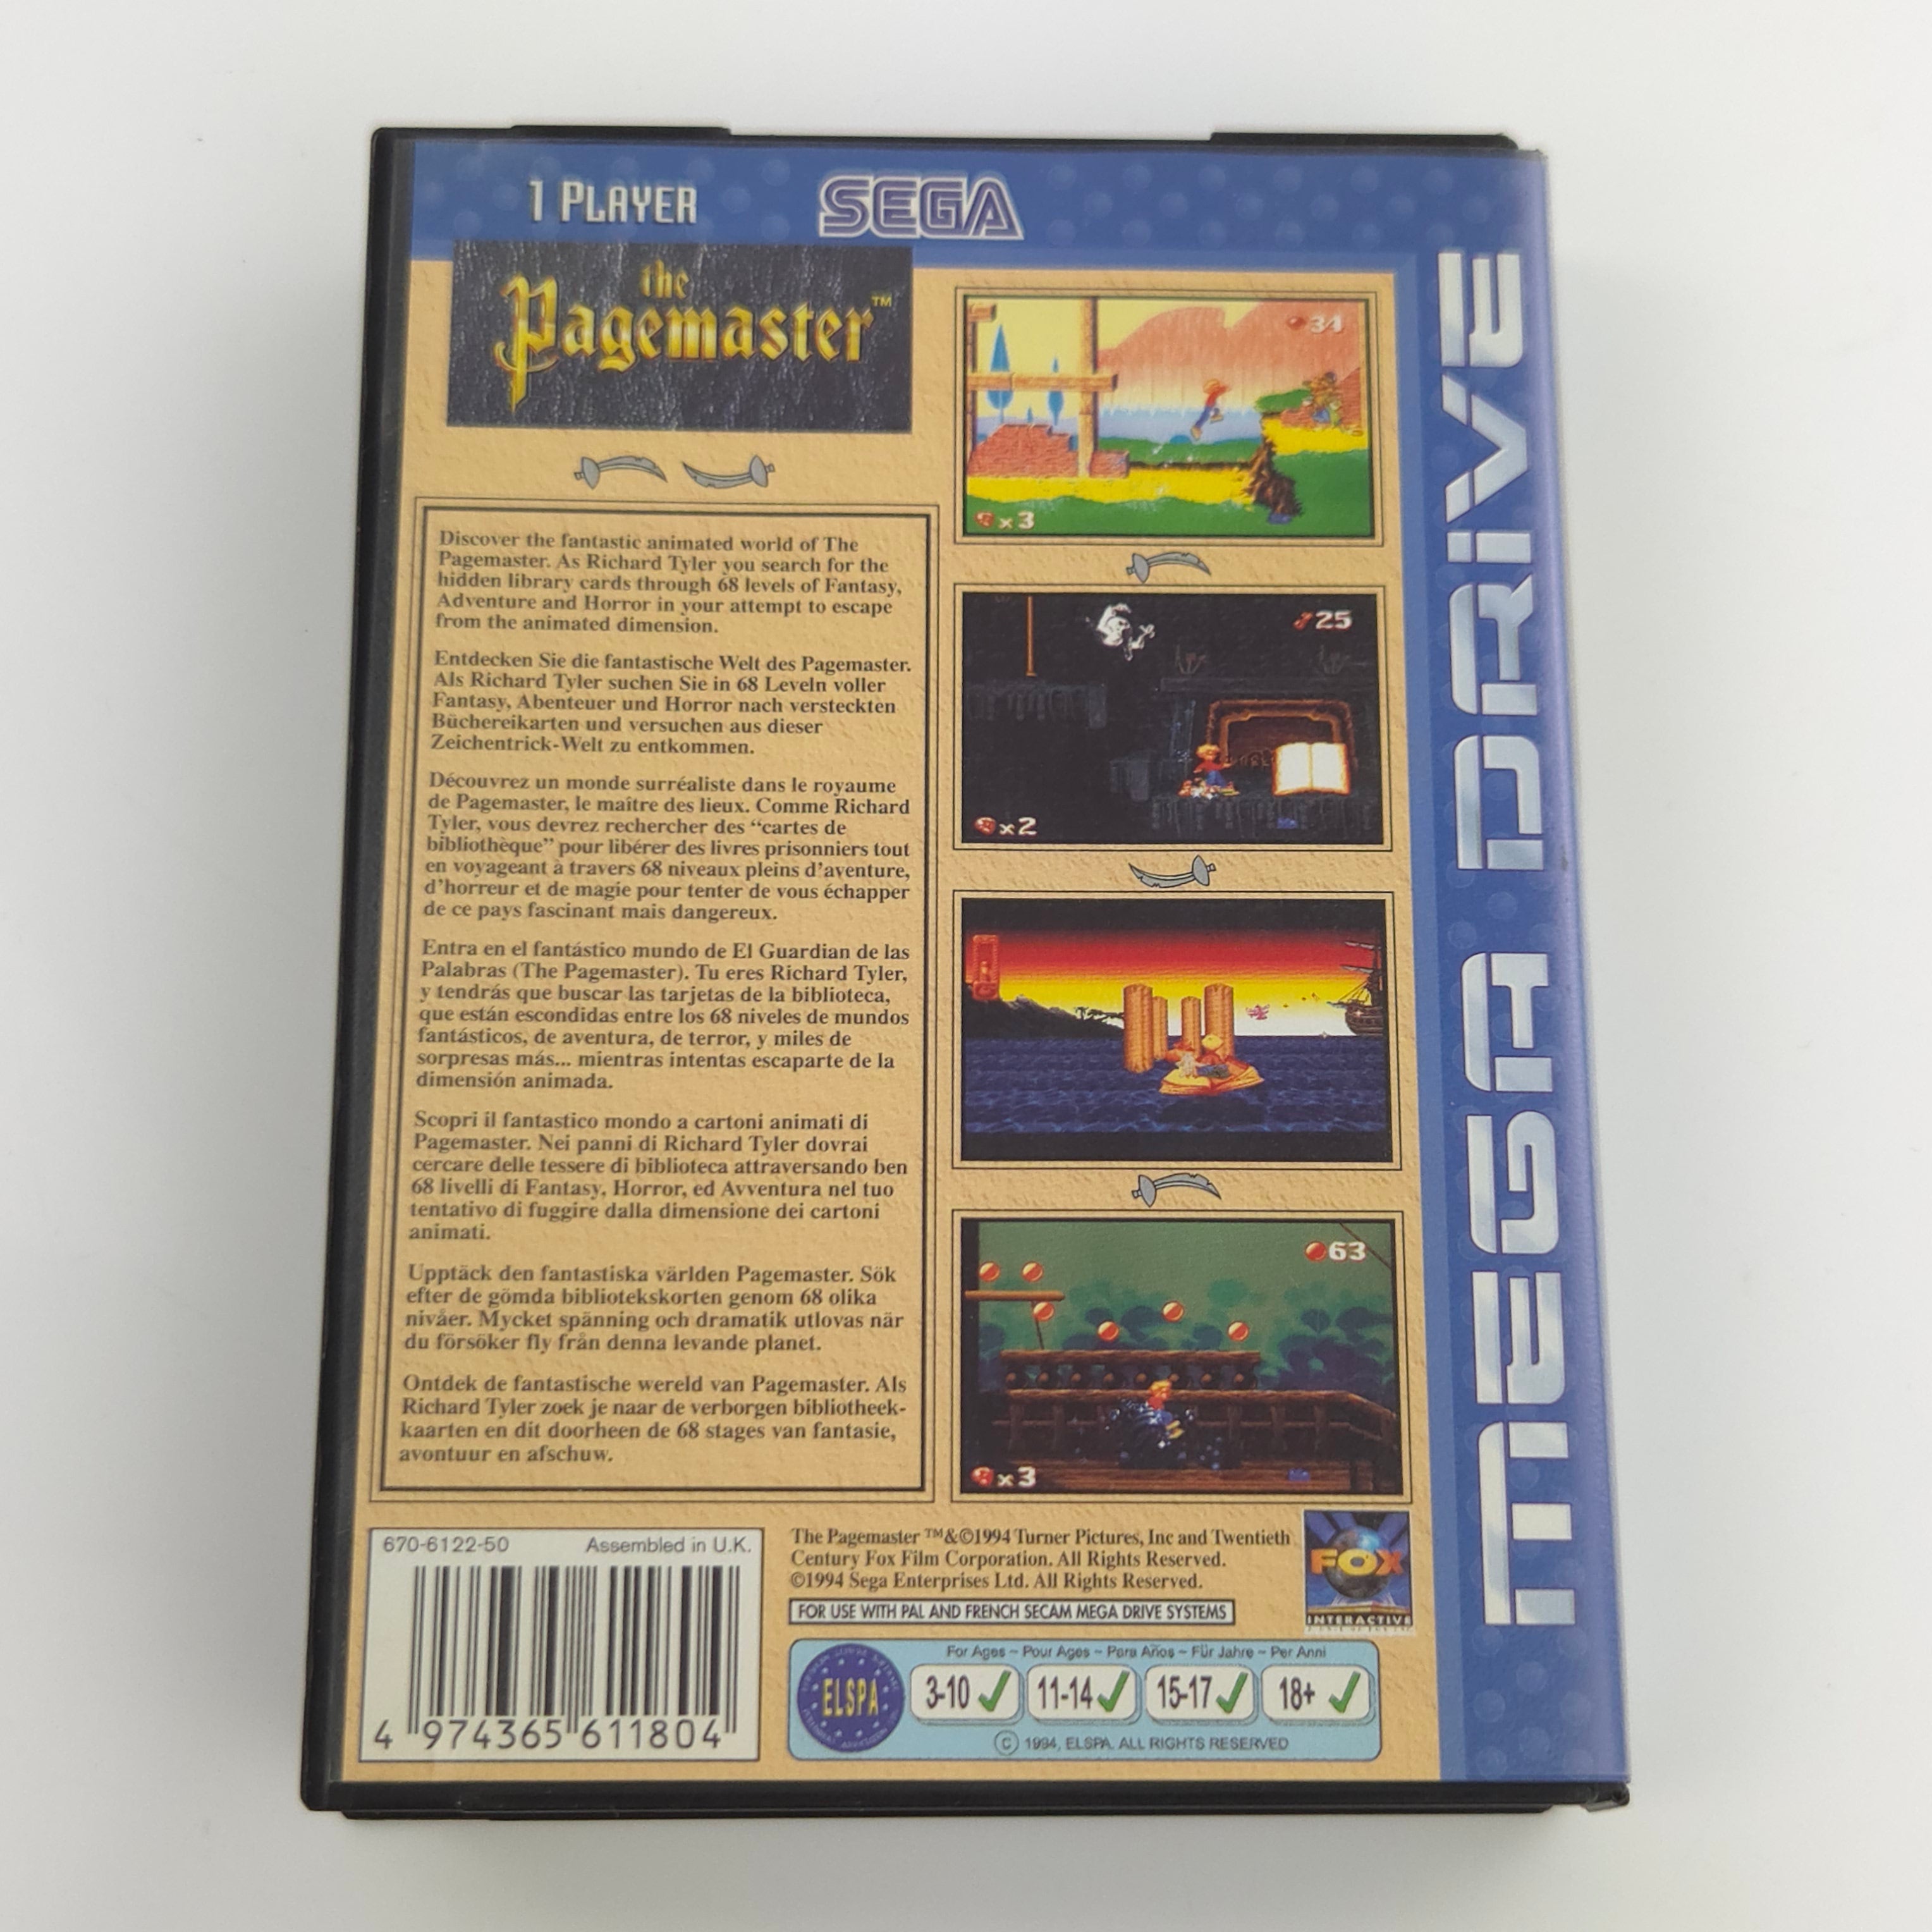 1 PLAYER
SEGA
the
Pagemaster™
MEGA DRIVE
Discover the fantastic animated world of The
Pagemaster. As Richard Tyler you search for the
hidden library cards through 68 levels of Fantasy,
Adventure and Horror in your attempt to escape
from the animated dimension.
Entdecken Sie die fantastische Welt des Pagemaster.
Als Richard Tyler suchen Sie in 68 Leveln voller
Fantasy, Abenteuer und Horror nach versteckten
Büchereikarten und versuchen aus dieser
Zeichentrick-Welt zu entkommen.
Découvrez un monde surréaliste dans le royaume
de Pagemaster, le maître des lieux. Comme Richard
Tyler, vous devrez rechercher des “cartes de
bibliothèque” pour libérer des livres prisonniers tout
en voyageant à travers 68 niveaux pleins d’aventure,
d’horreur et de magie pour tenter de vous échapper
de ce pays fascinant mais dangereux.
Entra en el fantástico mundo de El Guardian de las
Palabras (The Pagemaster). Tu eres Richard Tyler,
y tendrás que buscar las tarjetas de la biblioteca,
que están escondidas entre los 68 niveles de mundos
fantásticos, de aventura, de terror, y miles de
sorpresas más... mientras intentas escaparte de la
dimensión animada.
Scopri il fantastico mondo a cartoni animati di
Pagemaster. Nei panni di Richard Tyler dovrai
cercare delle tessere di biblioteca attraversando ben
68 livelli di Fantasy, Horror, ed Avventura nel tuo
tentativo di fuggire dalla dimensione dei cartoni
animati.
Upptäck den fantastiska världen Pagemaster. Sök
efter de gömda bibliotekskorten genom 68 olika
nivåer. Mycket spänning och dramatik utlovas när
du försöker fly från denna levande planet.
Ontdek de fantastische wereld van Pagemaster. Als
Richard Tyler zoek je naar de verborgen bibliotheek-
kaarten en dit doorheen de 68 stages van fantasie,
avontuur en afschuw.
34
x 3
25
x 2
63
x 3
670-6122-50 Assembled in U.K.
4 974365 611804
The Pagemaster ™&©1994 Turner Pictures, Inc and Twentieth
Century Fox Film Corporation. All Rights Reserved.
©1994 Sega Enterprises Ltd. All Rights Reserved.
FOR USE WITH PAL AND FRENCH SECAM MEGA DRIVE SYSTEMS
FOX
INTERACTIVE
ELSPA
For Ages ~ Pour Ages ~ Para Años ~ Für Jahre ~ Per Anni
3-10 11-14 15-17 18+
© 1994, ELSPA. ALL RIGHTS RESERVED